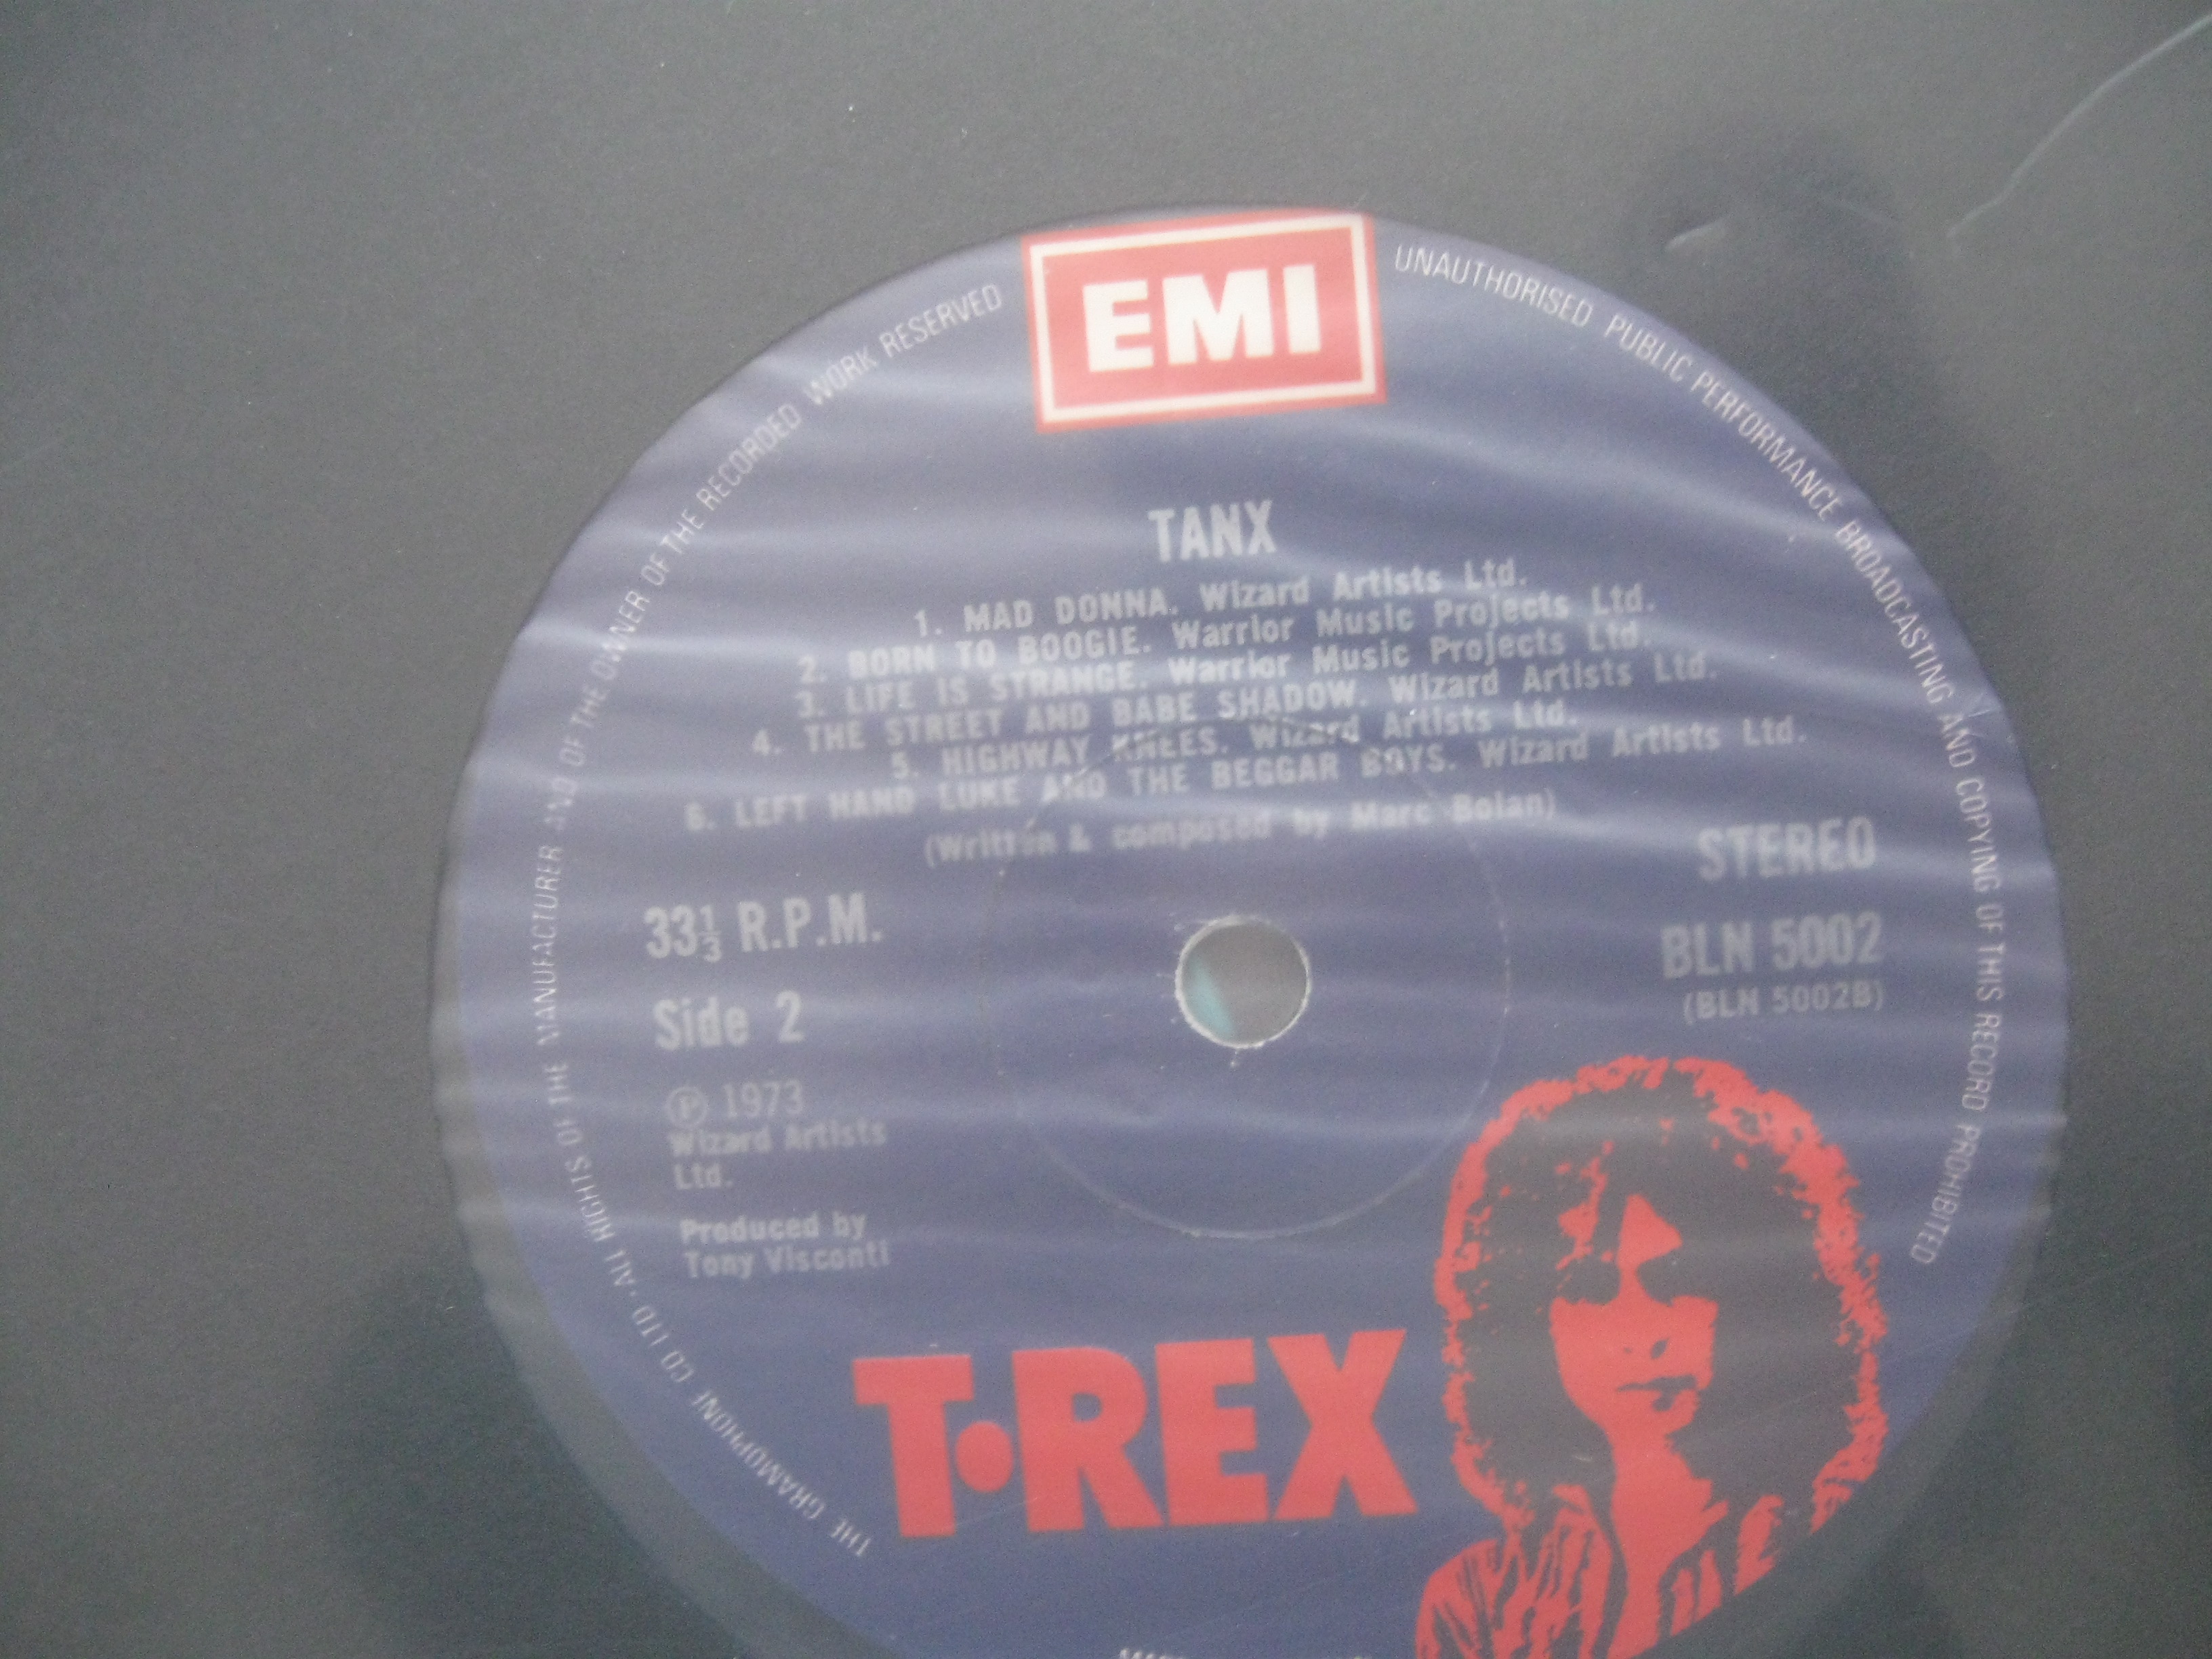 EMI
THE GRAMOPHONE CO LTD · ALL RIGHTS OF THE MANUFACTURER AND OF THE OWNER OF THE RECORDED WORK RESERVED
UNAUTHORISED PUBLIC PERFORMANCE BROADCASTING AND COPYING OF THIS RECORD PROHIBITED
TANX
1. MAD DONNA. Wizard Artists Ltd.
2. BORN TO BOOGIE. Warrior Music Projects Ltd.
3. LIFE IS STRANGE. Warrior Music Projects Ltd.
4. THE STREET AND BABE SHADOW. Wizard Artists Ltd.
5. HIGHWAY KNEES. Wizard Artists Ltd.
6. LEFT HAND LUKE AND THE BEGGAR BOYS. Wizard Artists Ltd.
(Written & composed by Marc Bolan)
STEREO
33⅓ R.P.M.
BLN 5002
(BLN 5002B)
Side 2
Ⓟ 1973
Wizard Artists
Ltd.
Produced by
Tony Visconti
T·REX